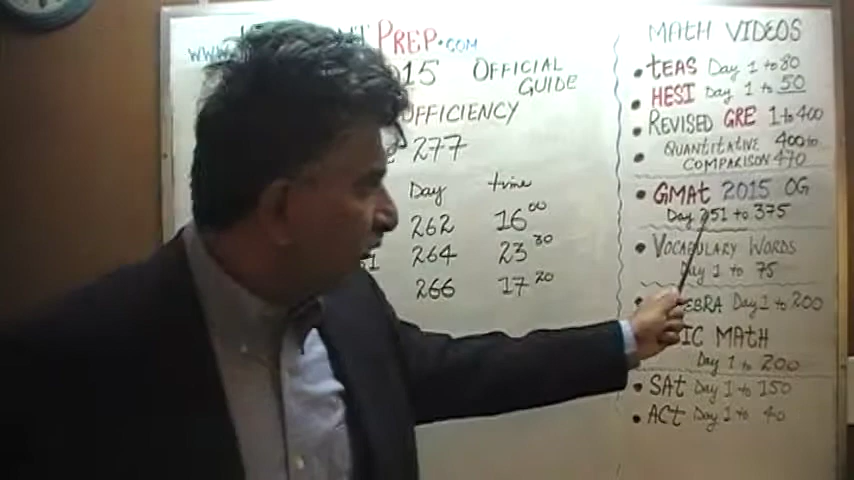 www.
PREP.com
015 OFFICIAL
GUIDE
UFFICIENCY
277
Day time
262 16 00
264 23 30
266 17 20
MATH VIDEOS
• TEAS Day 1 to 80
• HESI Day 1 to 50
• REVISED GRE 1 to 400
• QUANTITATIVE 400 to
COMPARISON 470
• GMAT 2015 OG
Day 251 to 375
• VOCABULARY WORDS
Day 1 to 75
EBRA Day 1 to 200
IC MATH
Day 1 to 200
• SAT Day 1 to 150
• ACT Day 1 to 40